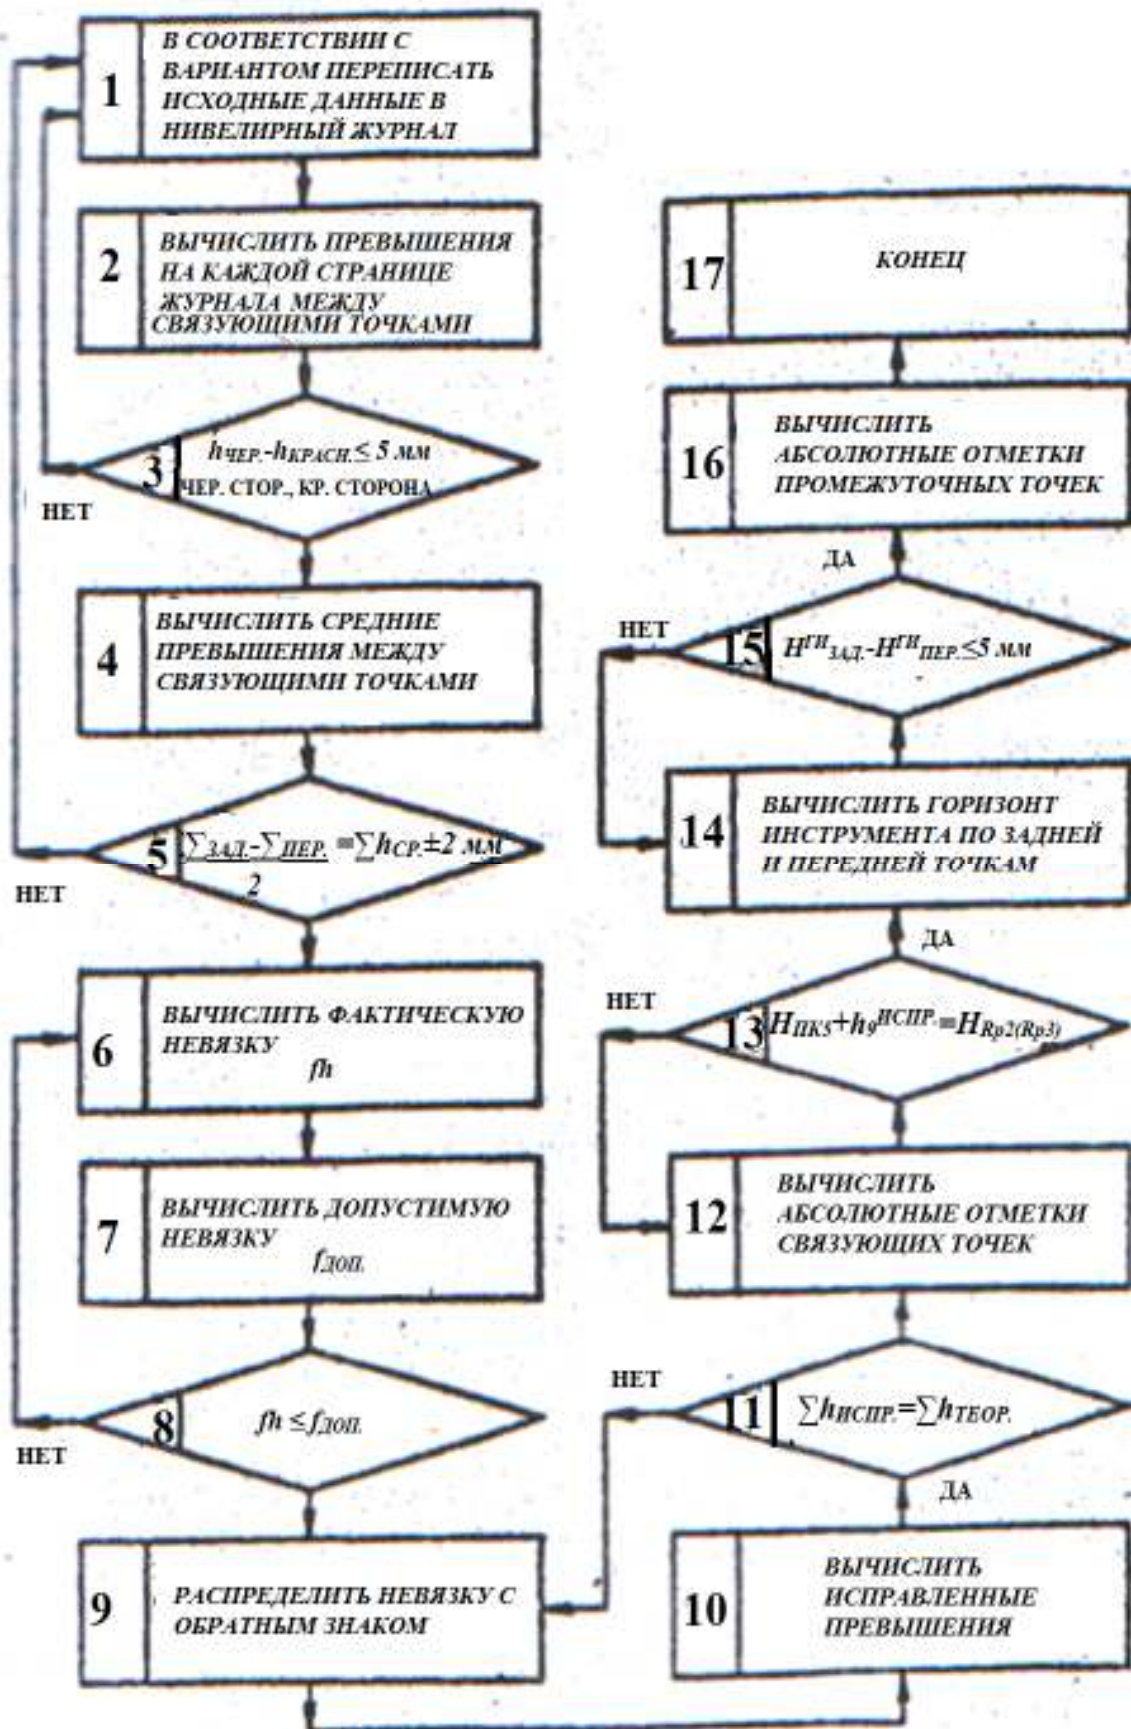 1
В СООТВЕТСТВИИ С
ВАРИАНТОМ ПЕРЕПИСАТЬ
ИСХОДНЫЕ ДАННЫЕ В
НИВЕЛИРНЫЙ ЖУРНАЛ
2
ВЫЧИСЛИТЬ ПРЕВЫШЕНИЯ
НА КАЖДОЙ СТРАНИЦЕ
ЖУРНАЛА МЕЖДУ
СВЯЗУЮЩИМИ ТОЧКАМИ
3
hЧЕР.-hКРАСН.≤ 5 мм
ЧЕР. СТОР., КР. СТОРОНА
НЕТ
4
ВЫЧИСЛИТЬ СРЕДНИЕ
ПРЕВЫШЕНИЯ МЕЖДУ
СВЯЗУЮЩИМИ ТОЧКАМИ
5
∑ЗАД.-∑ПЕР. =∑hСР.±2 мм
2
НЕТ
6
ВЫЧИСЛИТЬ ФАКТИЧЕСКУЮ
НЕВЯЗКУ
fh
7
ВЫЧИСЛИТЬ ДОПУСТИМУЮ
НЕВЯЗКУ
fДОП.
8
fh ≤ fДОП.
НЕТ
9
РАСПРЕДЕЛИТЬ НЕВЯЗКУ С
ОБРАТНЫМ ЗНАКОМ
10
ВЫЧИСЛИТЬ
ИСПРАВЛЕННЫЕ
ПРЕВЫШЕНИЯ
ДА
11
∑hИСПР.=∑hТЕОР.
НЕТ
12
ВЫЧИСЛИТЬ
АБСОЛЮТНЫЕ ОТМЕТКИ
СВЯЗУЮЩИХ ТОЧЕК
13
HПК5+h9ИСПР.=HRp2(Rp3)
НЕТ
ДА
14
ВЫЧИСЛИТЬ ГОРИЗОНТ
ИНСТРУМЕНТА ПО ЗАДНЕЙ
И ПЕРЕДНЕЙ ТОЧКАМ
15
HГИЗАД.-HГИПЕР.≤5 мм
НЕТ
ДА
16
ВЫЧИСЛИТЬ
АБСОЛЮТНЫЕ ОТМЕТКИ
ПРОМЕЖУТОЧНЫХ ТОЧЕК
17
КОНЕЦ